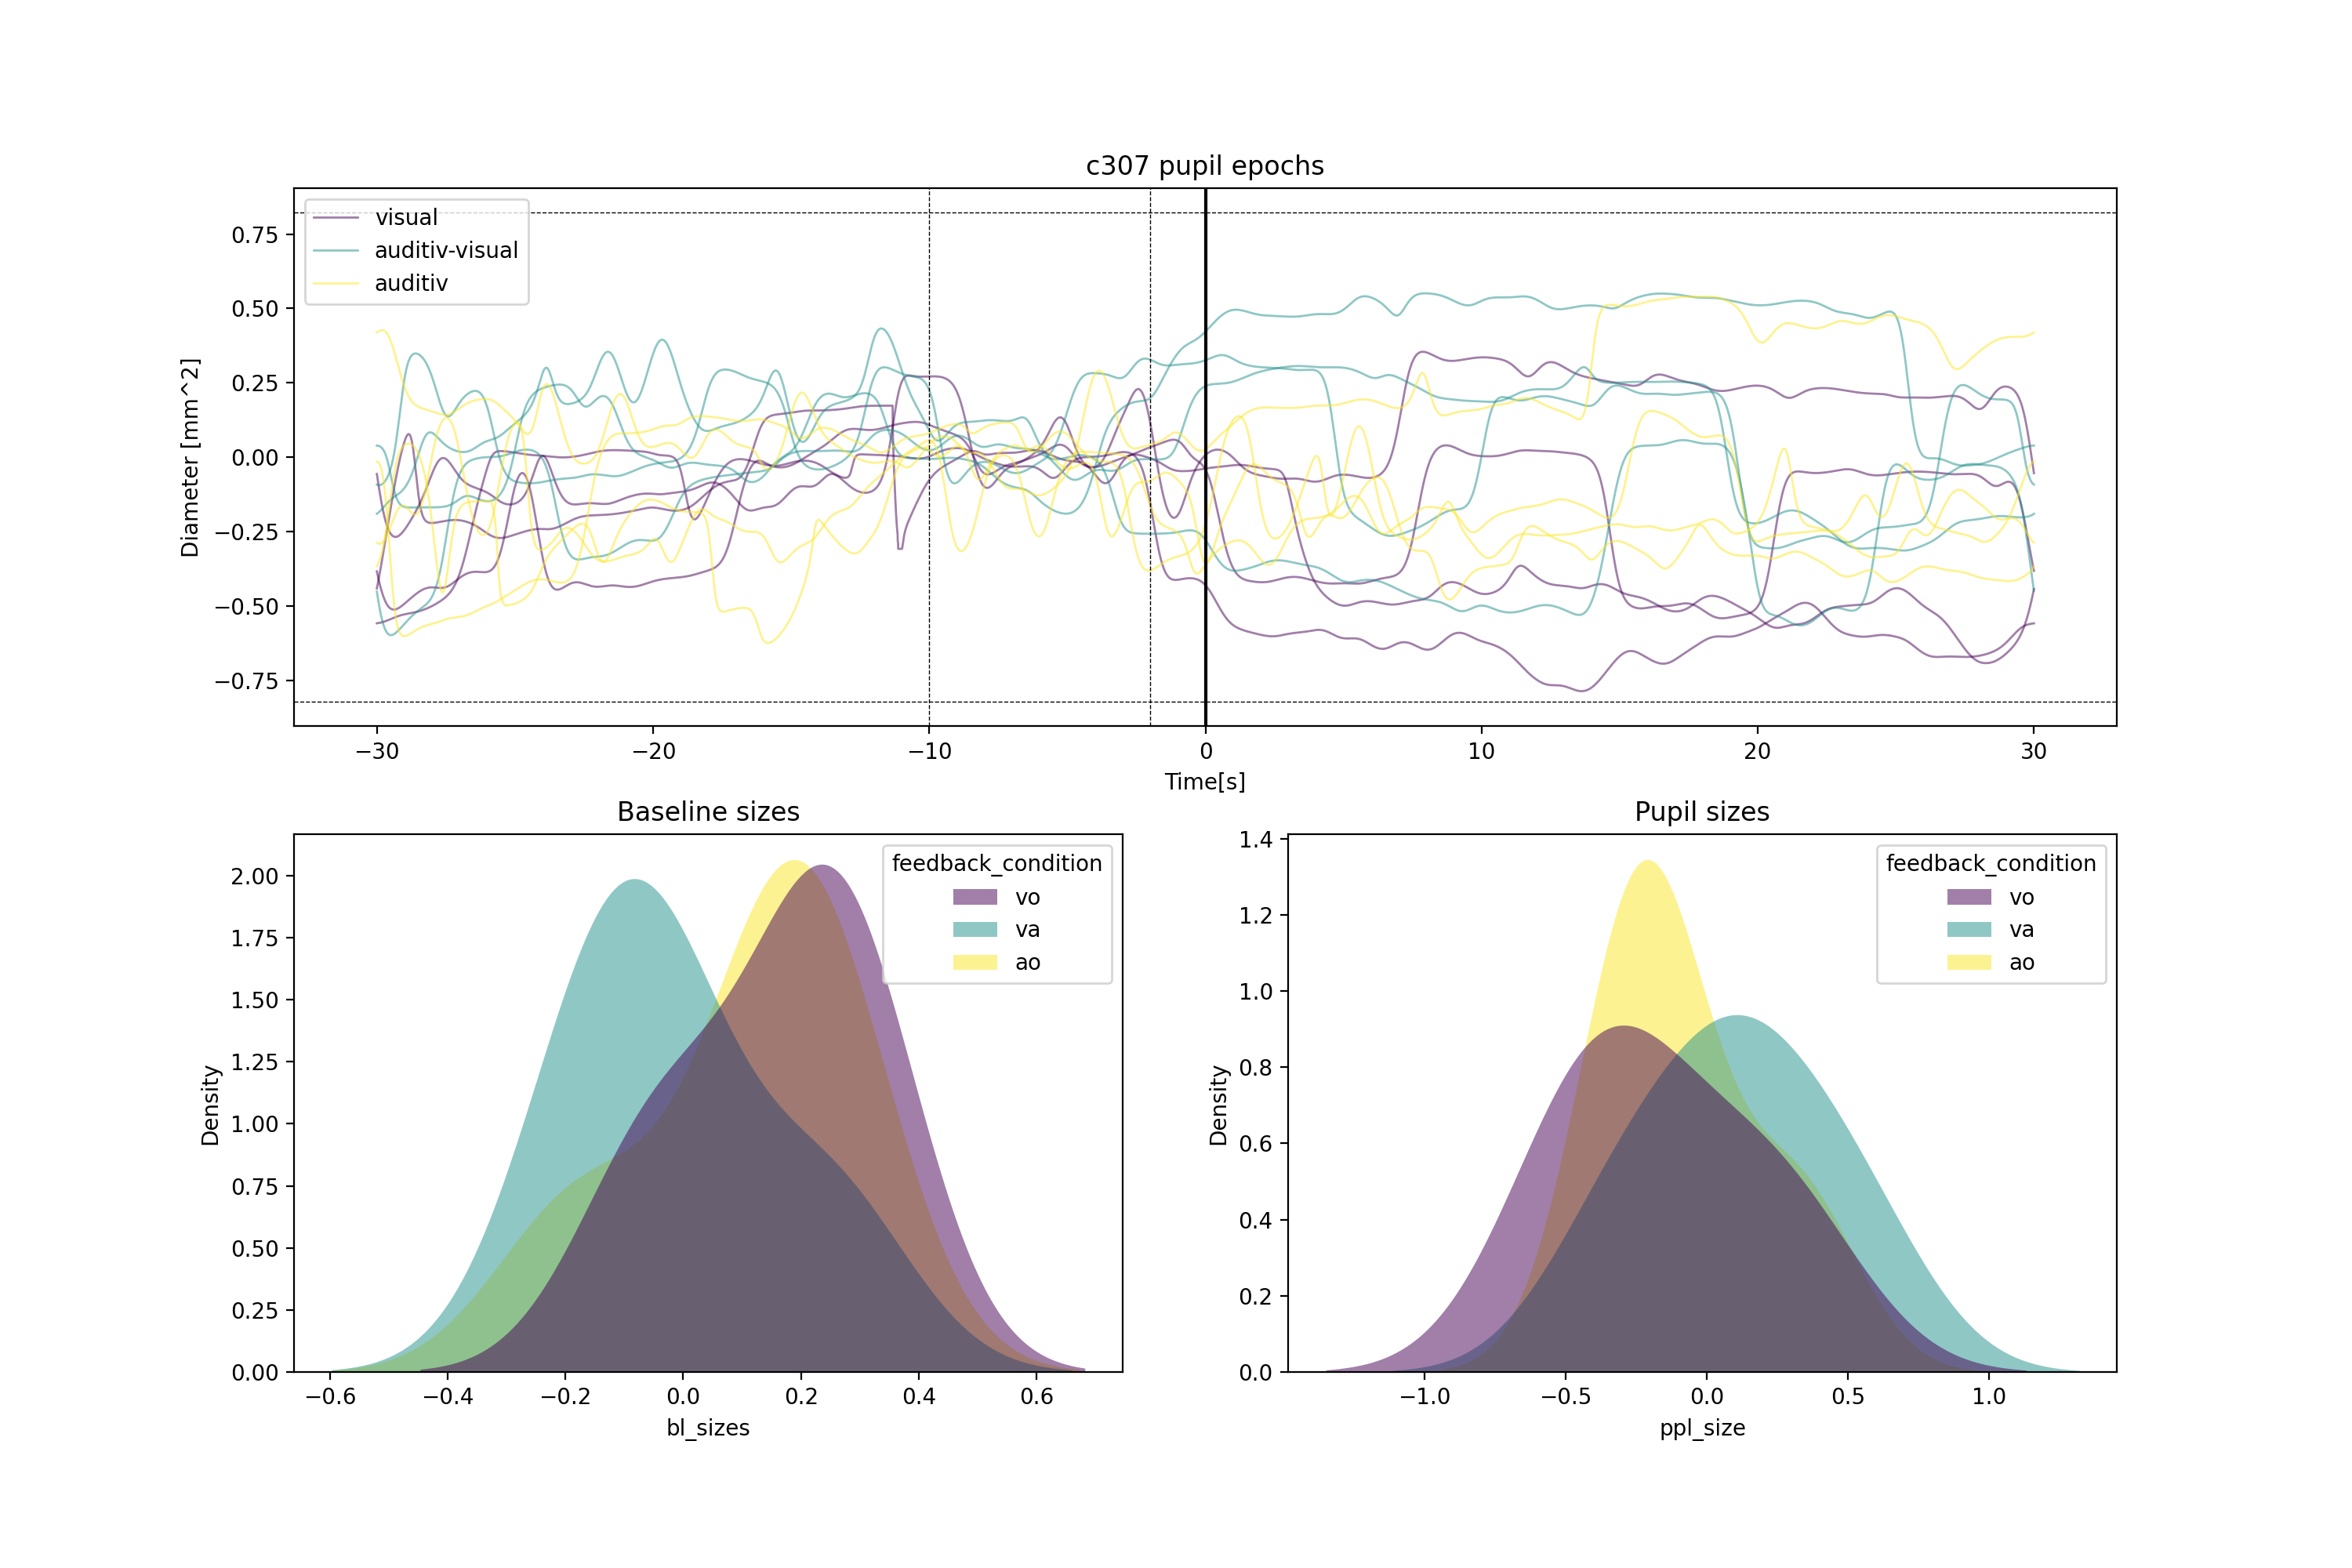 c307 pupil epochs
visual
auditiv-visual
auditiv
Diameter [mm^2]
0.75
0.50
0.25
0.00
−0.25
−0.50
−0.75
−30 −20 −10 0 10 20 30
Time[s]
Baseline sizes
feedback_condition
vo
va
ao
Density
2.00
1.75
1.50
1.25
1.00
0.75
0.50
0.25
0.00
−0.6 −0.4 −0.2 0.0 0.2 0.4 0.6
bl_sizes
Pupil sizes
feedback_condition
vo
va
ao
Density
1.4
1.2
1.0
0.8
0.6
0.4
0.2
0.0
−1.0 −0.5 0.0 0.5 1.0
ppl_size